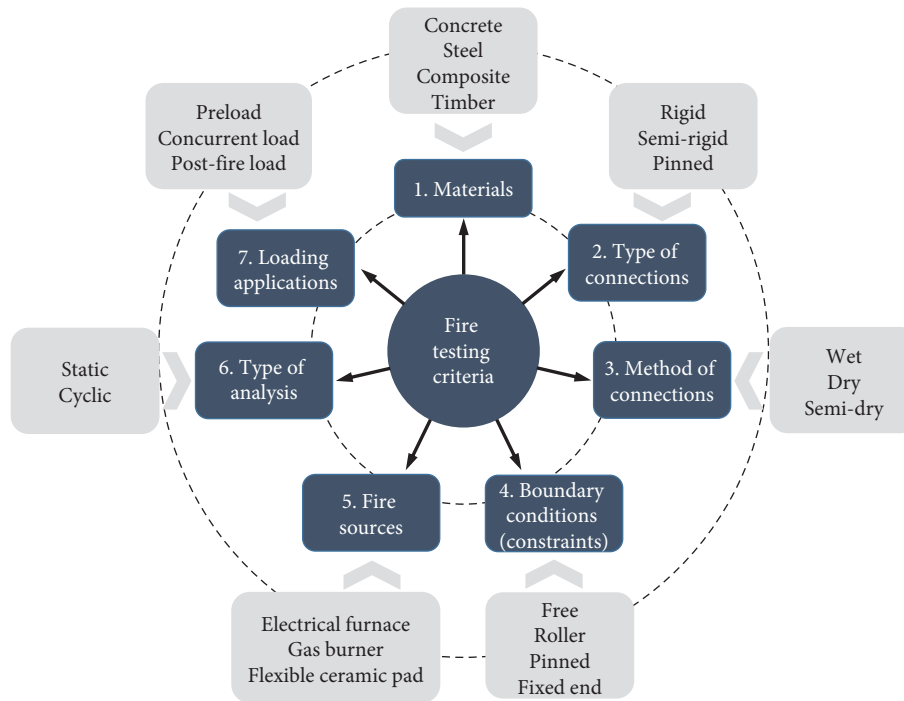 Concrete
Steel
Composite
Timber
Preload
Concurrent load
Post-fire load
Rigid
Semi-rigid
Pinned
1. Materials
7. Loading
applications
2. Type of
connections
Fire
testing
criteria
Static
Cyclic
6. Type of
analysis
3. Method of
connections
Wet
Dry
Semi-dry
5. Fire
sources
4. Boundary
conditions
(constraints)
Electrical furnace
Gas burner
Flexible ceramic pad
Free
Roller
Pinned
Fixed end